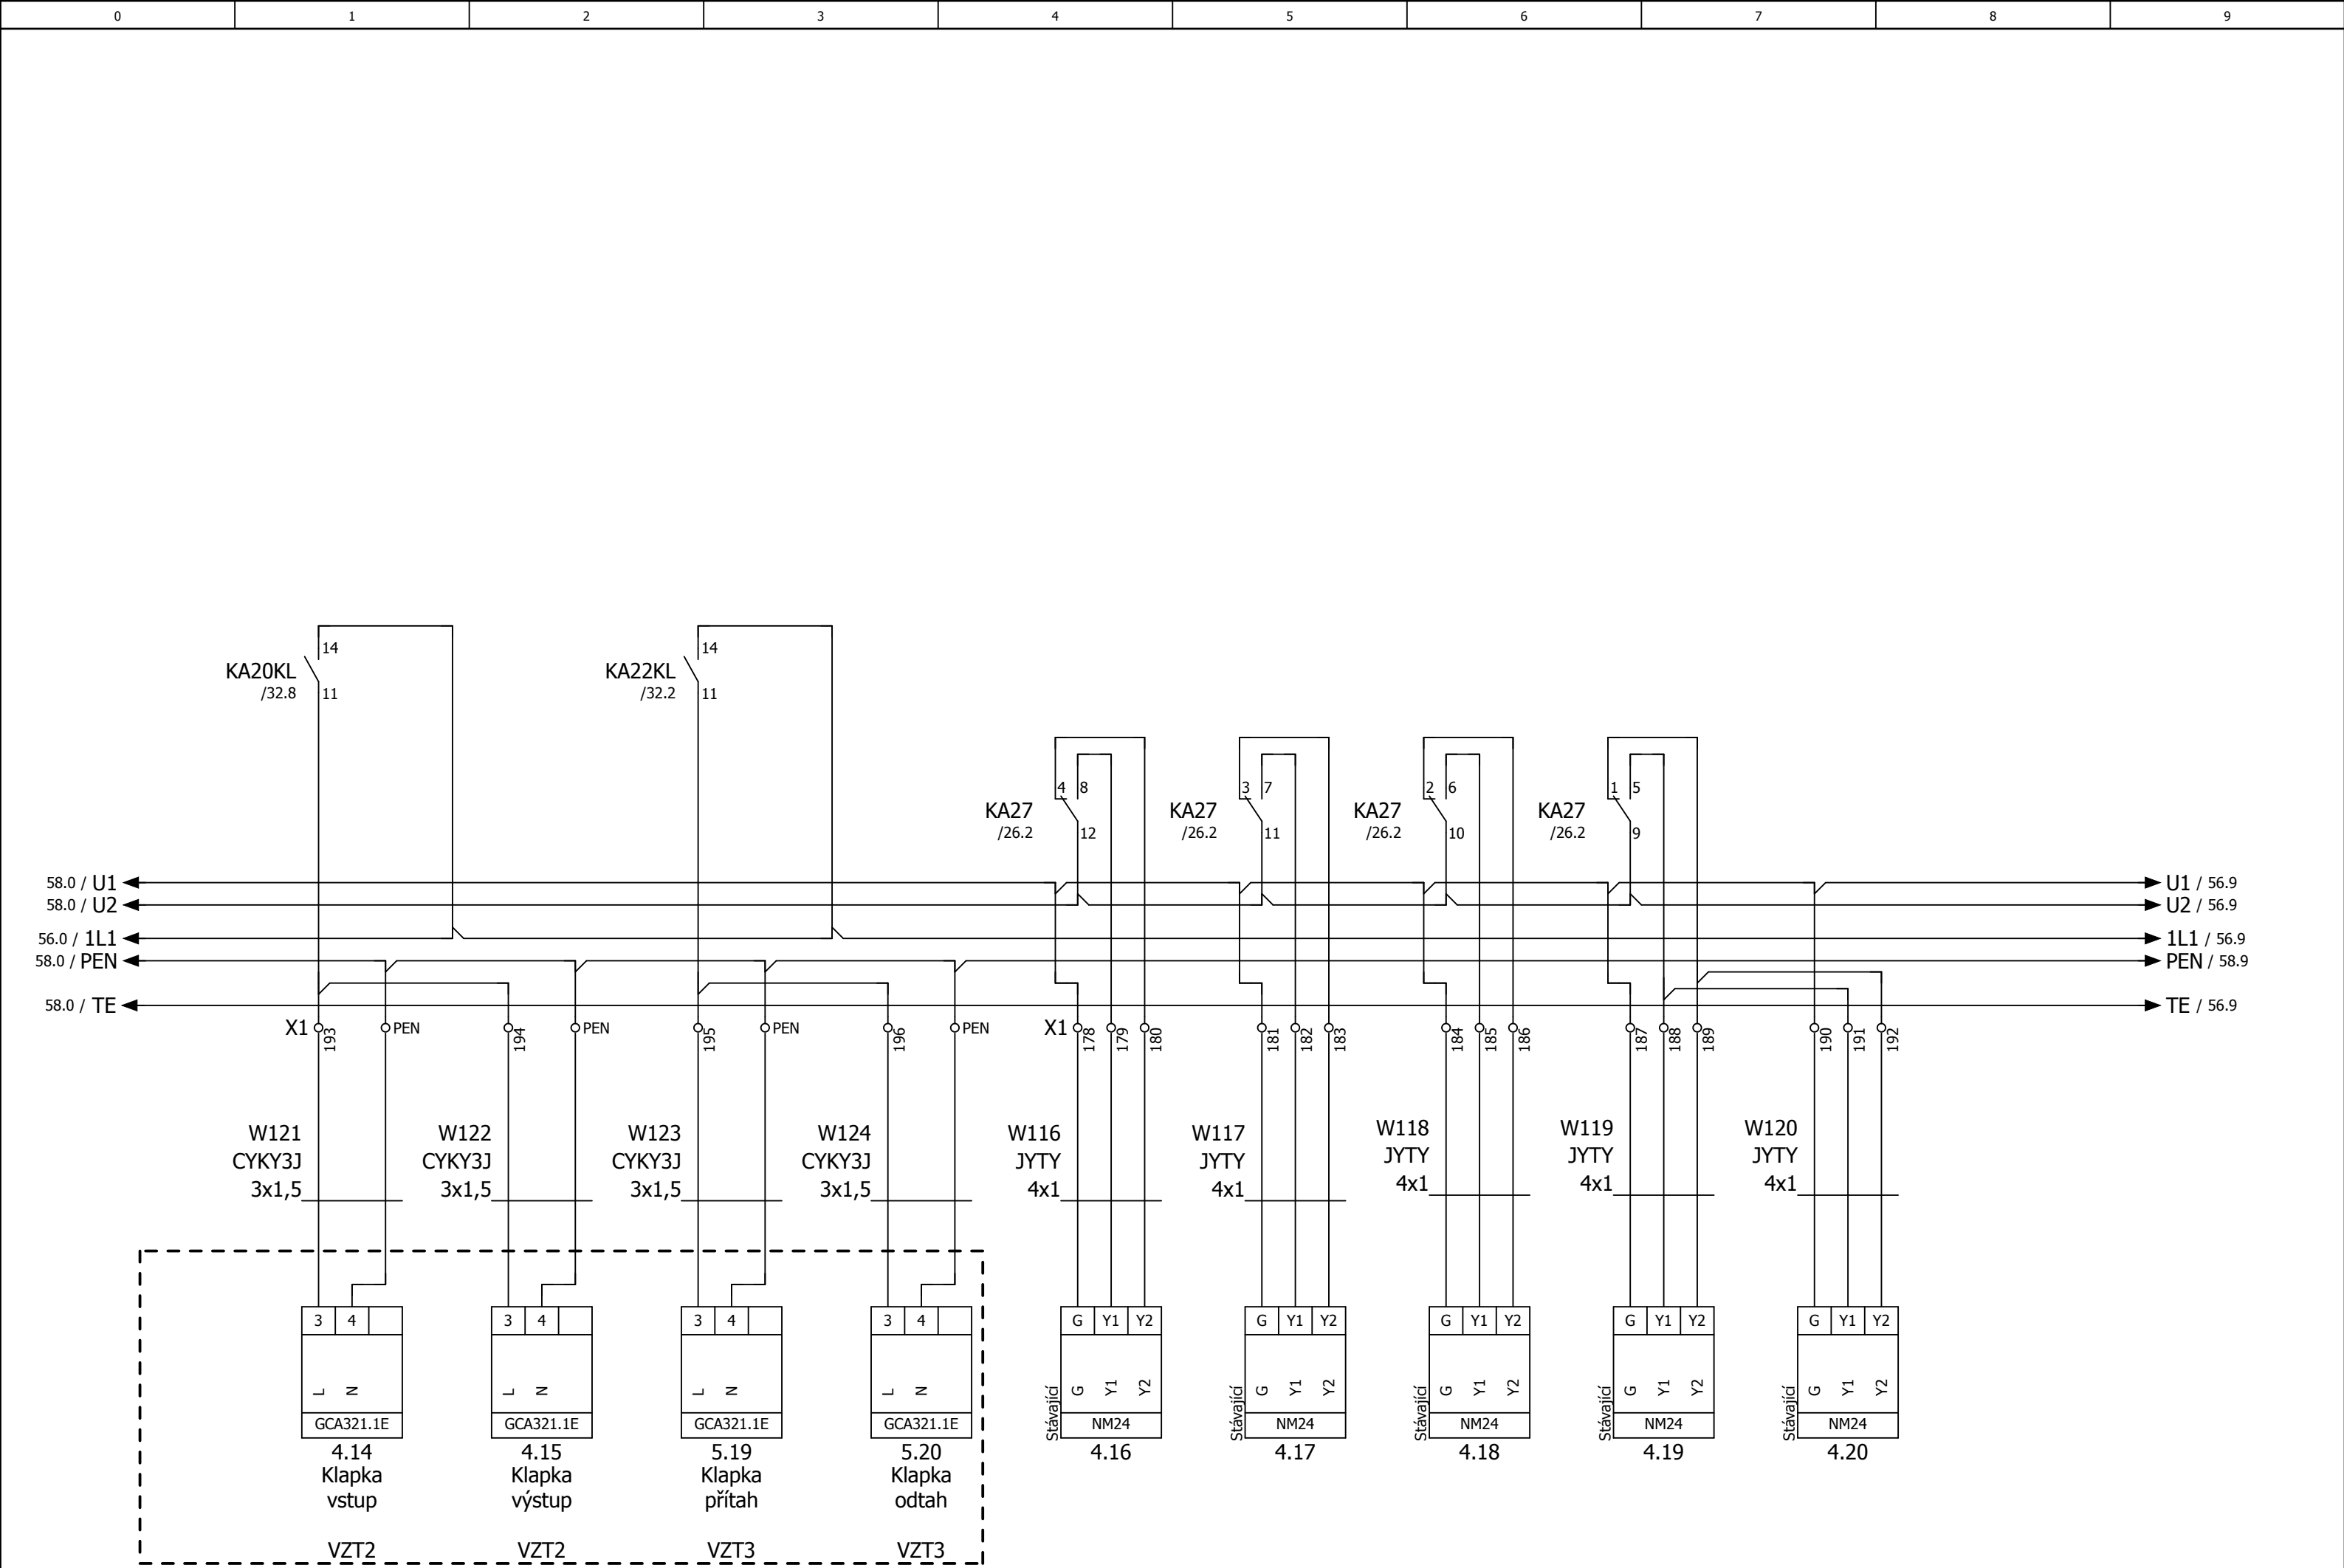 0 1 2 3 4 5 6 7 8 9
14 14
KA20KL KA22KL
/32.8 11 /32.2 11
4 8 3 7 2 6 1 5
KA27 KA27 KA27 KA27
/26.2 12 /26.2 11 /26.2 10 /26.2 9
58.0 / U1 U1 / 56.9
58.0 / U2 U2 / 56.9
56.0 / 1L1 1L1 / 56.9
58.0 / PEN PEN / 58.9
58.0 / TE TE / 56.9
X1 PEN PEN PEN PEN X1
193 194 195 196 178 179 180 181 182 183 184 185 186 187 188 189 190 191 192
W121 W122 W123 W124 W116 W117 W118 W119 W120
CYKY3J CYKY3J CYKY3J CYKY3J JYTY JYTY JYTY JYTY JYTY
3x1,5 3x1,5 3x1,5 3x1,5 4x1 4x1 4x1 4x1 4x1
3 4 3 4 3 4 3 4 G Y1 Y2 G Y1 Y2 G Y1 Y2 G Y1 Y2 G Y1 Y2
L N L N L N L N G Y1 Y2 G Y1 Y2 G Y1 Y2 G Y1 Y2 G Y1 Y2
Stávající Stávající Stávající Stávající Stávající
GCA321.1E GCA321.1E GCA321.1E GCA321.1E NM24 NM24 NM24 NM24 NM24
4.14 4.15 5.19 5.20 4.16 4.17 4.18 4.19 4.20
Klapka Klapka Klapka Klapka
vstup výstup přítah odtah
VZT2 VZT2 VZT3 VZT3